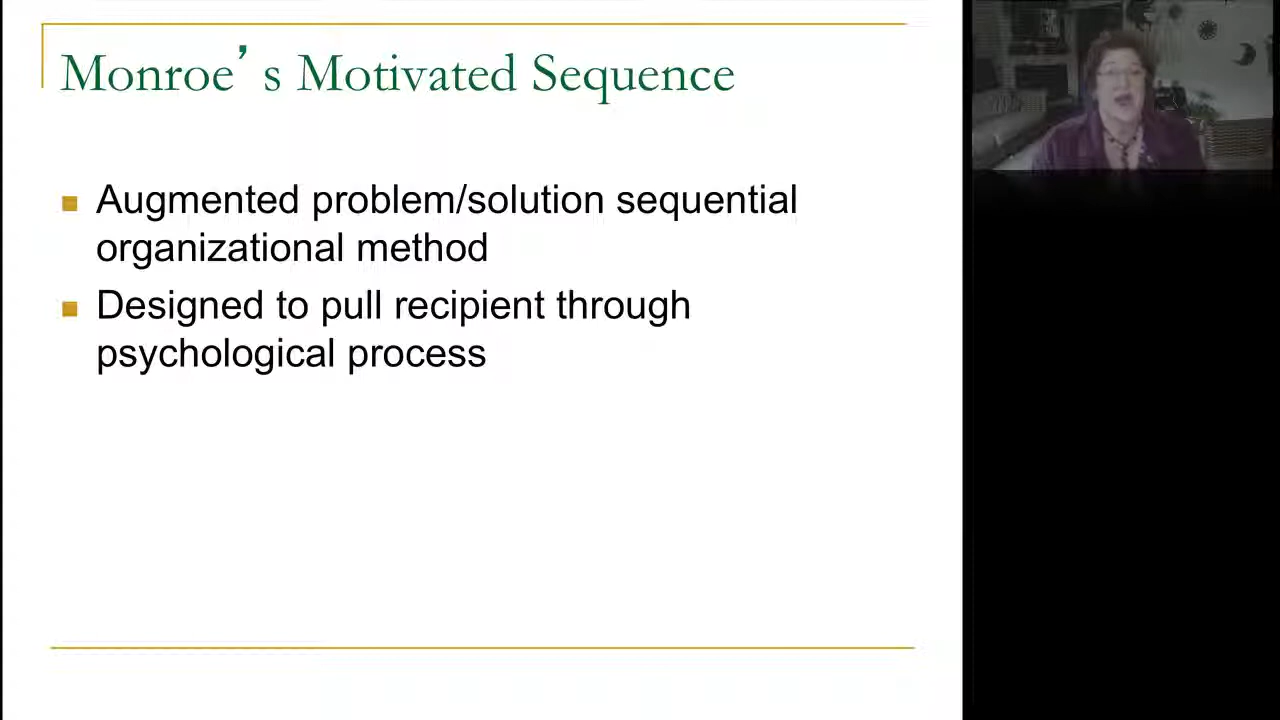 Monroe’s Motivated Sequence
Augmented problem/solution sequential
organizational method
Designed to pull recipient through
psychological process